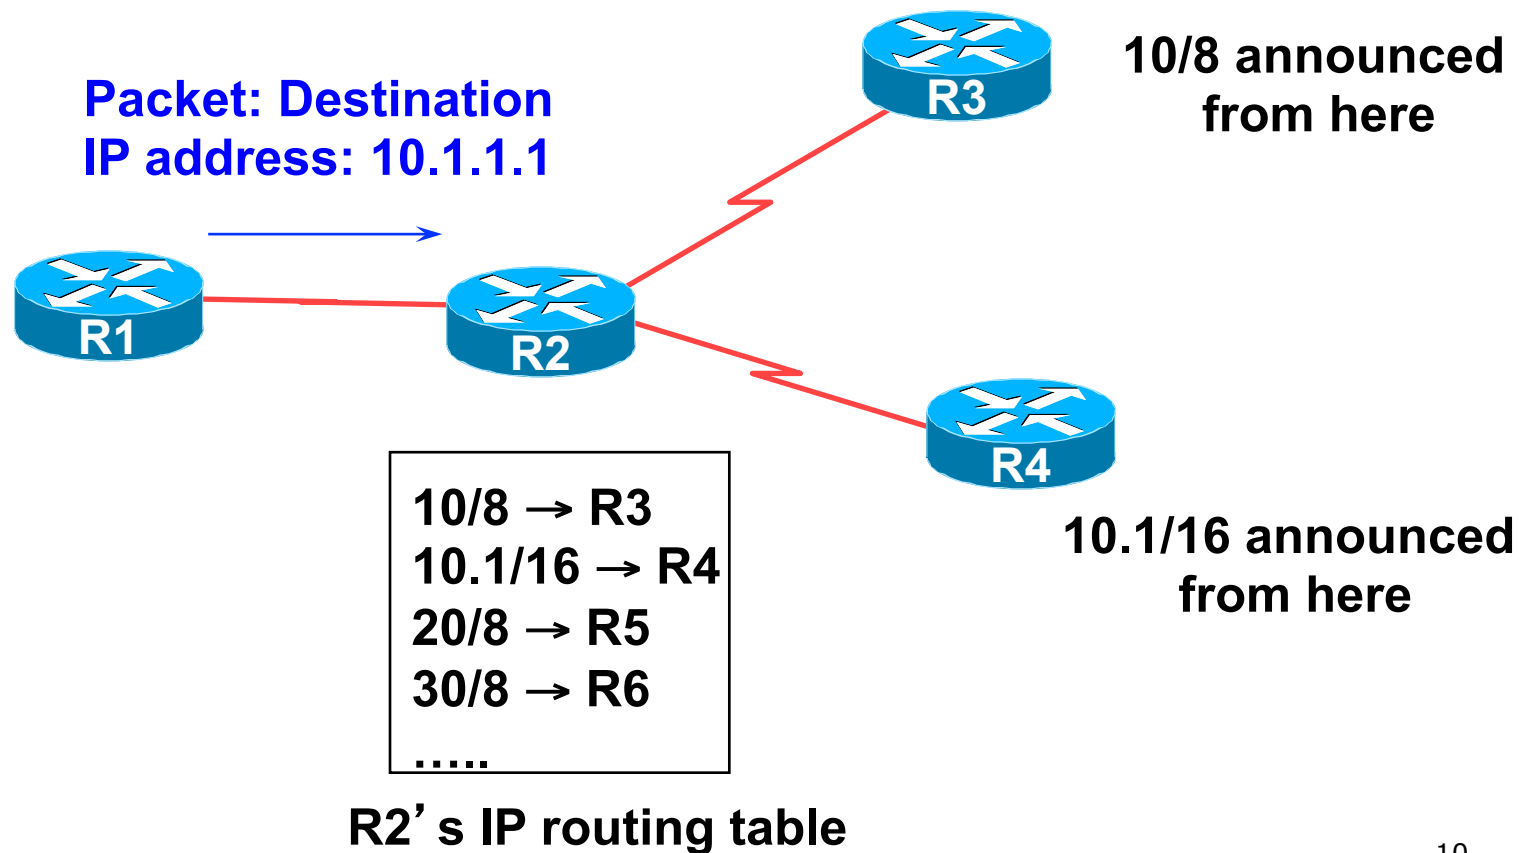 Packet: Destination
IP address: 10.1.1.1
R3
10/8 announced
from here
R1
R2
R4
10.1/16 announced
from here
10/8 → R3
10.1/16 → R4
20/8 → R5
30/8 → R6
…..
R2’s IP routing table